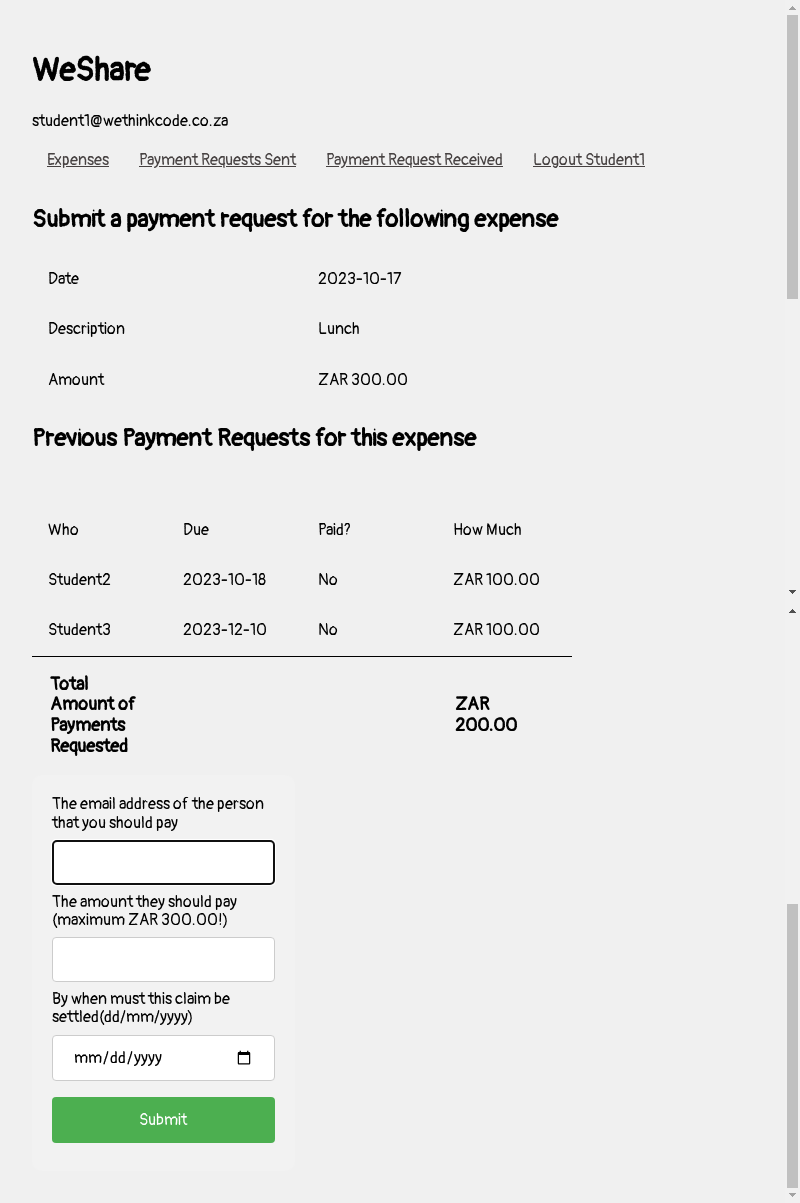 WeShare
student1@wethinkcode.co.za
Expenses Payment Requests Sent Payment Request Received Logout Student1
Submit a payment request for the following expense
Date 2023-10-17
Description Lunch
Amount ZAR 300.00
Previous Payment Requests for this expense
Who Due Paid? How Much
Student2 2023-10-18 No ZAR 100.00
Student3 2023-12-10 No ZAR 100.00
Total
Amount of ZAR
Payments 200.00
Requested
The email address of the person
that you should pay
The amount they should pay
(maximum ZAR 300.00!)
By when must this claim be
settled(dd/mm/yyyy)
mm/dd/yyyy
Submit